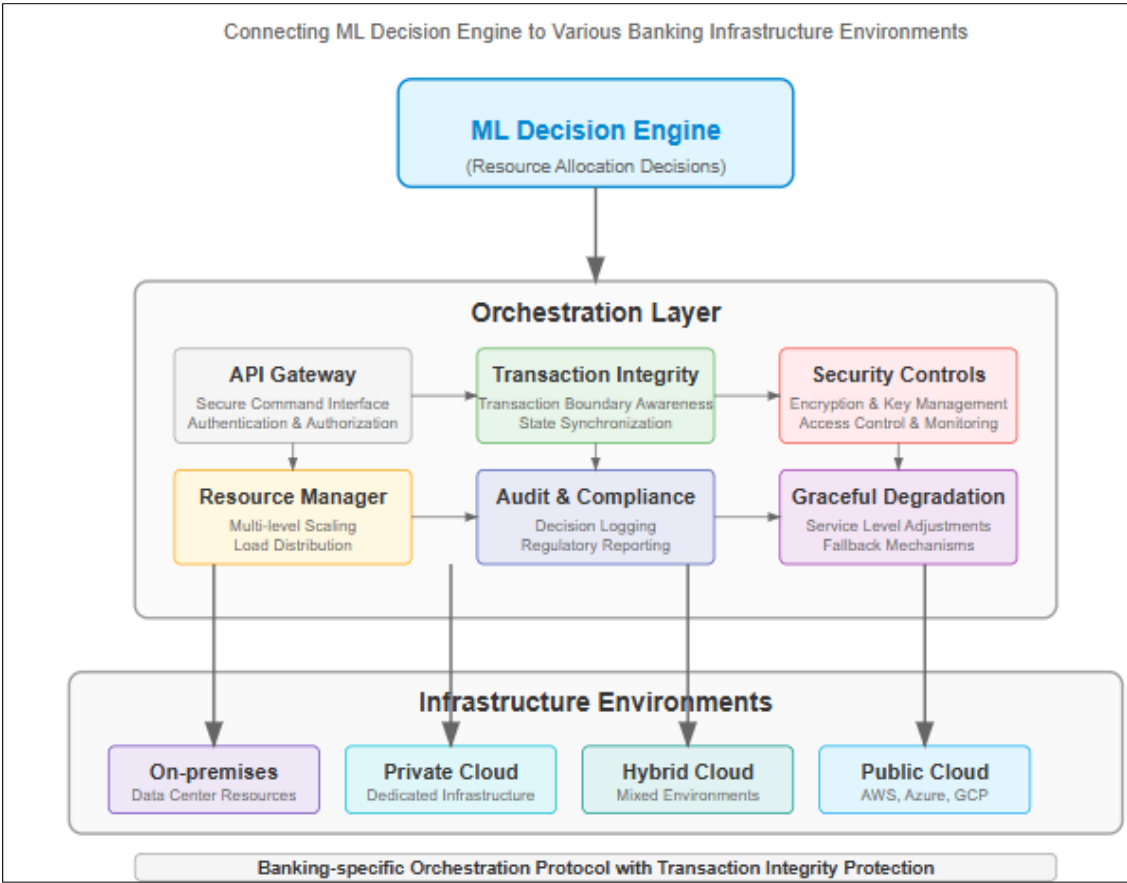 Connecting ML Decision Engine to Various Banking Infrastructure Environments
ML Decision Engine
(Resource Allocation Decisions)
Orchestration Layer
API Gateway
Secure Command Interface
Authentication & Authorization
Transaction Integrity
Transaction Boundary Awareness
State Synchronization
Security Controls
Encryption & Key Management
Access Control & Monitoring
Resource Manager
Multi-level Scaling
Load Distribution
Audit & Compliance
Decision Logging
Regulatory Reporting
Graceful Degradation
Service Level Adjustments
Fallback Mechanisms
Infrastructure Environments
On-premises
Data Center Resources
Private Cloud
Dedicated Infrastructure
Hybrid Cloud
Mixed Environments
Public Cloud
AWS, Azure, GCP
Banking-specific Orchestration Protocol with Transaction Integrity Protection